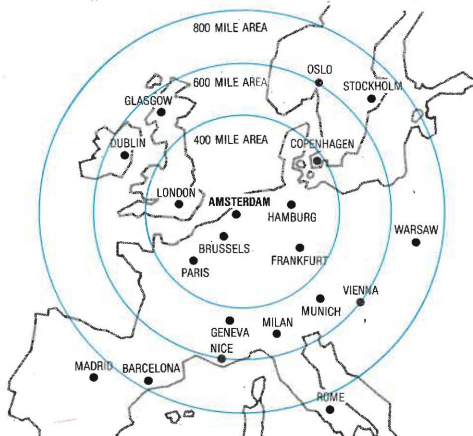 800 MILE AREA
OSLO
600 MILE AREA
STOCKHOLM
GLASGOW
400 MILE AREA
DUBLIN
COPENHAGEN
LONDON
AMSTERDAM
HAMBURG
WARSAW
BRUSSELS
FRANKFURT
PARIS
VIENNA
MUNICH
GENEVA
MILAN
NICE
MADRID
BARCELONA
ROME